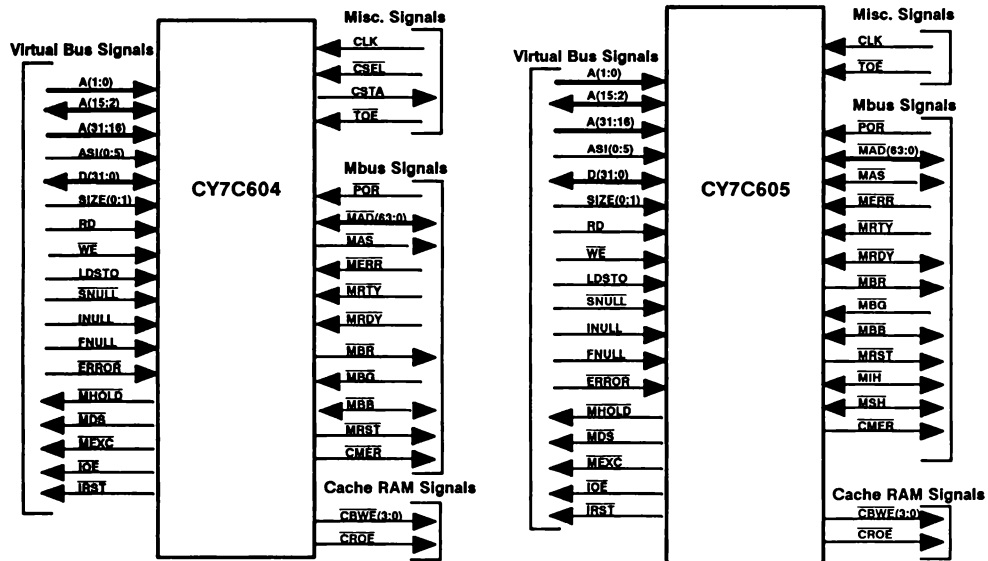 Misc. Signals
Virtual Bus Signals
CLK
CSEL
CSTA
TOE
A(1:0)
A(15:2)
A(31:16)
ASI(0:5)
D(31:0)
SIZE(0:1)
RD
WE
LDSTO
SNULL
INULL
FNULL
ERROR
MHOLD
MDS
MEXC
IOE
IRST
CY7C604
Mbus Signals
POR
MAD(63:0)
MAS
MERR
MRTY
MRDY
MBR
MBG
MBB
MRST
CMER
Cache RAM Signals
CBWE(3:0)
CROE
Misc. Signals
Virtual Bus Signals
CLK
TOE
A(1:0)
A(15:2)
A(31:16)
ASI(0:5)
D(31:0)
SIZE(0:1)
RD
WE
LDSTO
SNULL
INULL
FNULL
ERROR
MHOLD
MDS
MEXC
IOE
IRST
CY7C605
Mbus Signals
POR
MAD(63:0)
MAS
MERR
MRTY
MRDY
MBR
MBG
MBB
MRST
MIH
MSH
CMER
Cache RAM Signals
CBWE(3:0)
CROE